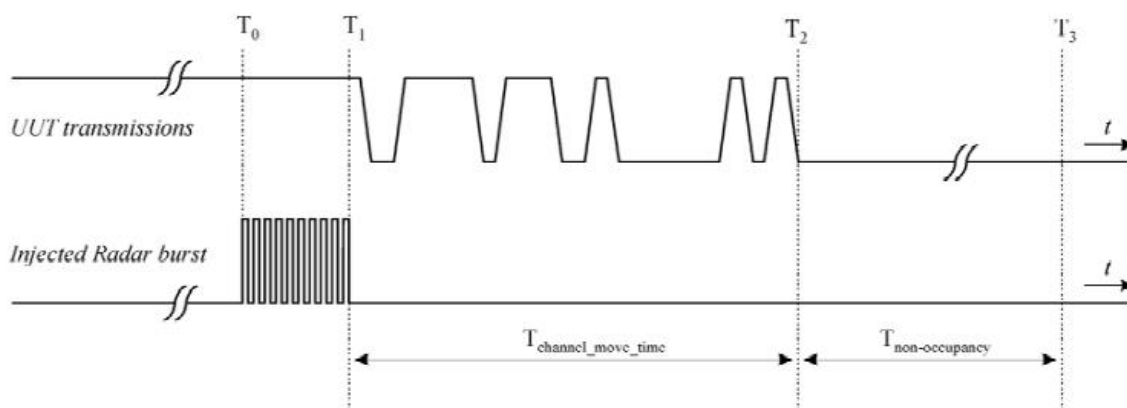 T0 T1 T2 T3
UUT transmissions
t
Injected Radar burst
t
Tchannel_move_time
Tnon-occupancy